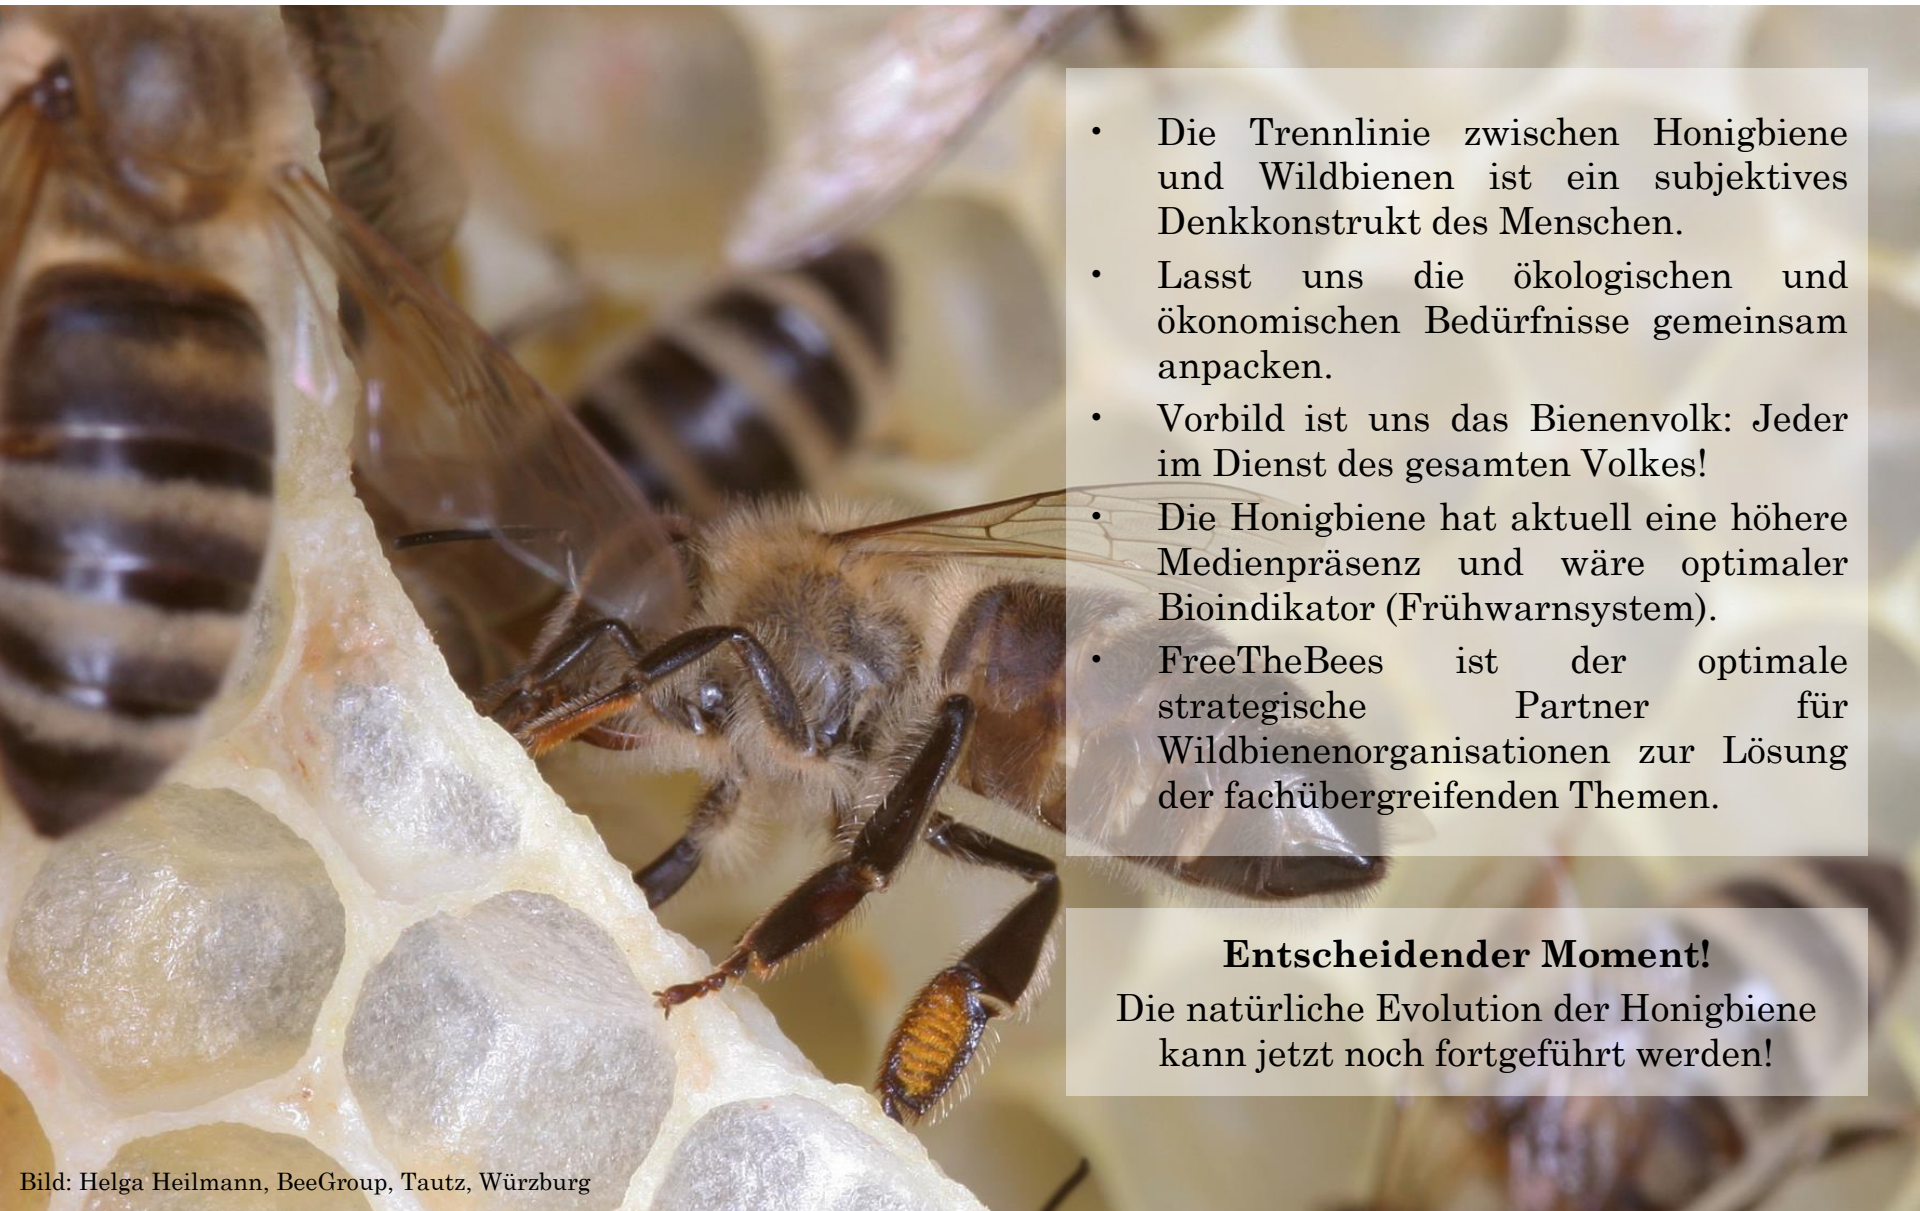 • Die Trennlinie zwischen Honigbiene
und Wildbienen ist ein subjektives
Denkkonstrukt des Menschen.
• Lasst uns die ökologischen und
ökonomischen Bedürfnisse gemeinsam
anpacken.
• Vorbild ist uns das Bienenvolk: Jeder
im Dienst des gesamten Volkes!
• Die Honigbiene hat aktuell eine höhere
Medienpräsenz und wäre optimaler
Bioindikator (Frühwarnsystem).
• FreeTheBees ist der optimale
strategische Partner für
Wildbienenorganisationen zur Lösung
der fachübergreifenden Themen.
Entscheidender Moment!
Die natürliche Evolution der Honigbiene
kann jetzt noch fortgeführt werden!
Bild: Helga Heilmann, BeeGroup, Tautz, Würzburg